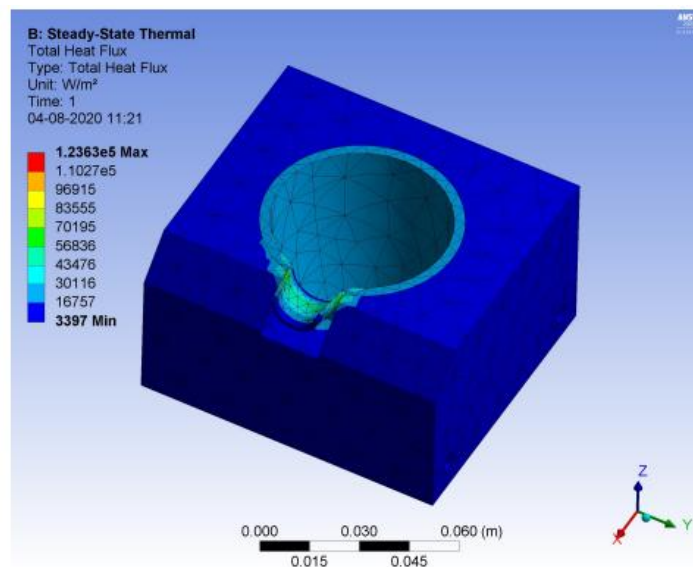 B: Steady-State Thermal
Total Heat Flux
Type: Total Heat Flux
Unit: W/m²
Time: 1
04-08-2020 11:21
1.2363e5 Max
1.1027e5
96915
83555
70195
56836
43476
30116
16757
3397 Min
Z
Y
X
0.000 0.030 0.060 (m)
0.015 0.045